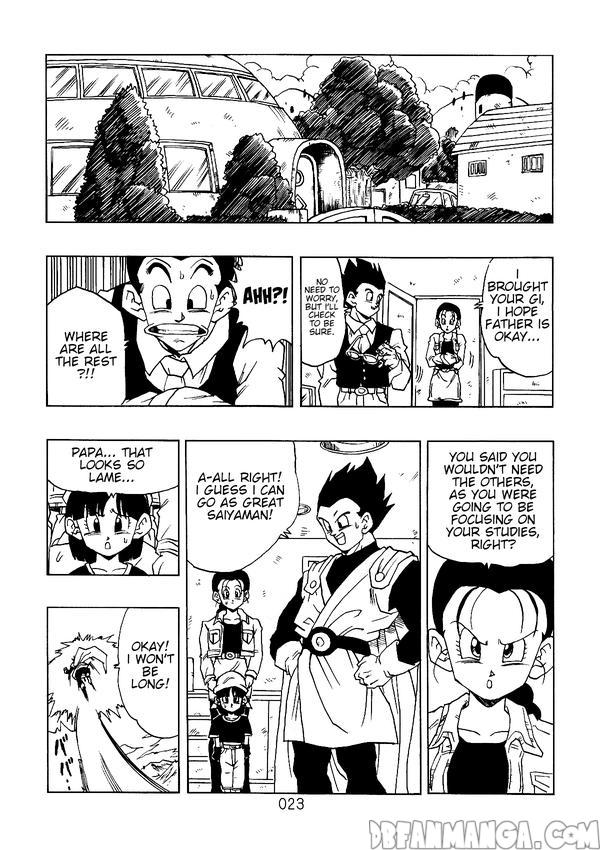 I
BROUGHT
YOUR GI,
I HOPE
FATHER IS
OKAY...
NO
NEED TO
WORRY,
BUT I'LL
CHECK
TO BE
SURE.
AHH?!
WHERE
ARE ALL
THE REST
?!!
YOU SAID YOU
WOULDN'T NEED
THE OTHERS,
AS YOU WERE
GOING TO BE
FOCUSING ON
YOUR STUDIES,
RIGHT?
A-ALL RIGHT!
I GUESS I CAN
GO AS GREAT
SAIYAMAN!
PAPA... THAT
LOOKS SO
LAME...
OKAY!
I WON'T
BE
LONG!
023
DBFANMANGA.COM!